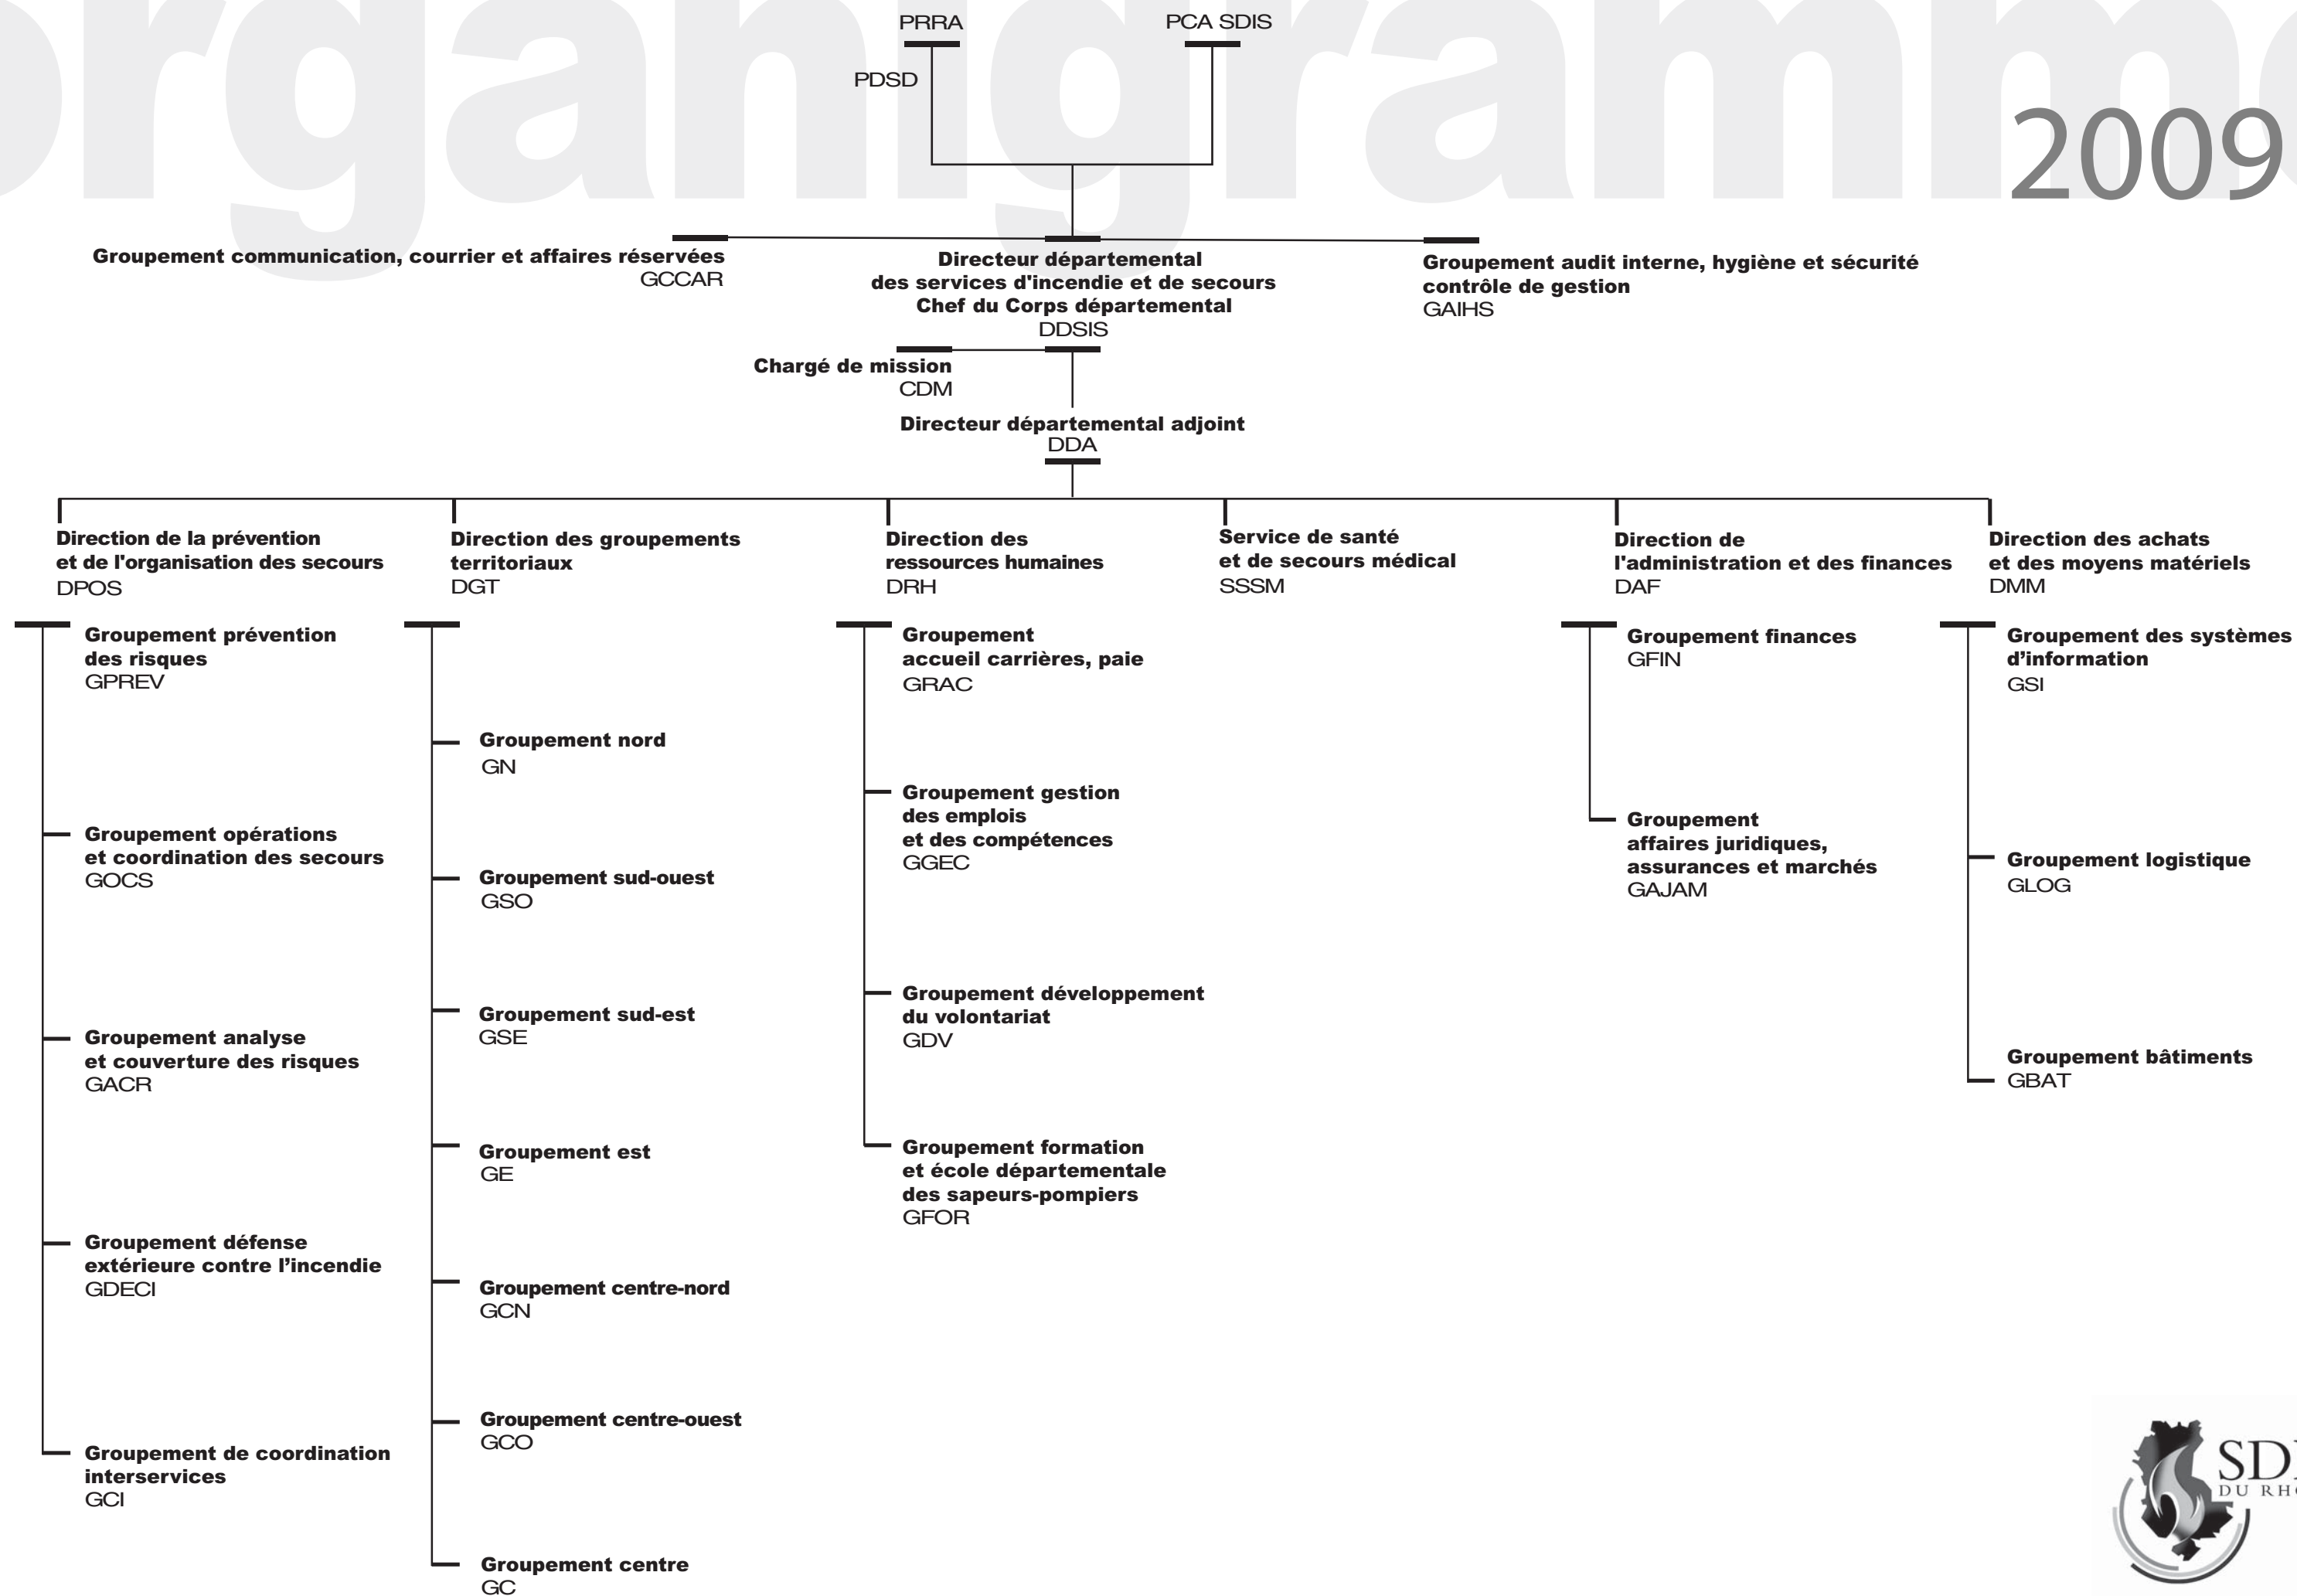 organigramme
2009
PRRA
PCA SDIS
PDSD
Groupement communication, courrier et affaires réservées
GCCAR
Directeur départemental
des services d'incendie et de secours
Chef du Corps départemental
DDSIS
Groupement audit interne, hygiène et sécurité
contrôle de gestion
GAIHS
Chargé de mission
CDM
Directeur départemental adjoint
DDA
Direction de la prévention
et de l'organisation des secours
DPOS
Groupement prévention
des risques
GPREV
Groupement opérations
et coordination des secours
GOCS
Groupement analyse
et couverture des risques
GACR
Groupement défense
extérieure contre l’incendie
GDECI
Groupement de coordination
interservices
GCI
Direction des groupements
territoriaux
DGT
Groupement nord
GN
Groupement sud-ouest
GSO
Groupement sud-est
GSE
Groupement est
GE
Groupement centre-nord
GCN
Groupement centre-ouest
GCO
Groupement centre
GC
Direction des
ressources humaines
DRH
Groupement
accueil carrières, paie
GRAC
Groupement gestion
des emplois
et des compétences
GGEC
Groupement développement
du volontariat
GDV
Groupement formation
et école départementale
des sapeurs-pompiers
GFOR
Service de santé
et de secours médical
SSSM
Direction de
l'administration et des finances
DAF
Groupement finances
GFIN
Groupement
affaires juridiques,
assurances et marchés
GAJAM
Direction des achats
et des moyens matériels
DMM
Groupement des systèmes
d’information
GSI
Groupement logistique
GLOG
Groupement bâtiments
GBAT
DU